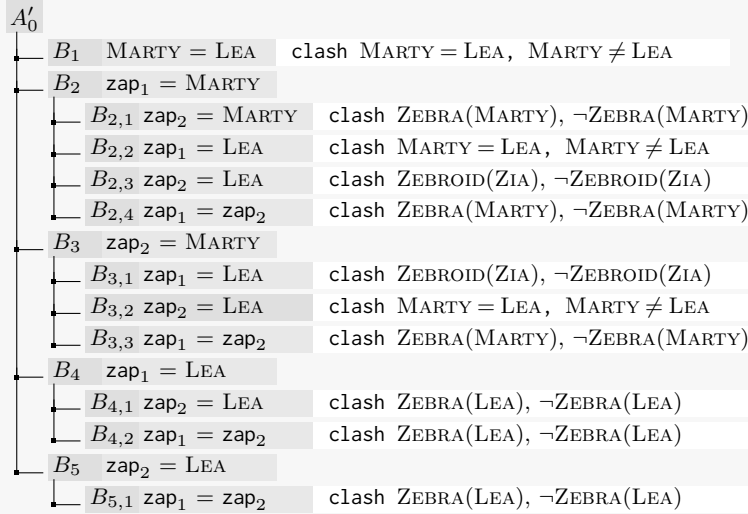 A′₀
B₁ MARTY = LEA clash MARTY = LEA, MARTY ≠ LEA
B₂ zap₁ = MARTY
B₂,₁ zap₂ = MARTY clash ZEBRA(MARTY), ¬ZEBRA(MARTY)
B₂,₂ zap₁ = LEA clash MARTY = LEA, MARTY ≠ LEA
B₂,₃ zap₂ = LEA clash ZEBROID(ZIA), ¬ZEBROID(ZIA)
B₂,₄ zap₁ = zap₂ clash ZEBRA(MARTY), ¬ZEBRA(MARTY)
B₃ zap₂ = MARTY
B₃,₁ zap₁ = LEA clash ZEBROID(ZIA), ¬ZEBROID(ZIA)
B₃,₂ zap₂ = LEA clash MARTY = LEA, MARTY ≠ LEA
B₃,₃ zap₁ = zap₂ clash ZEBRA(MARTY), ¬ZEBRA(MARTY)
B₄ zap₁ = LEA
B₄,₁ zap₂ = LEA clash ZEBRA(LEA), ¬ZEBRA(LEA)
B₄,₂ zap₁ = zap₂ clash ZEBRA(LEA), ¬ZEBRA(LEA)
B₅ zap₂ = LEA
B₅,₁ zap₁ = zap₂ clash ZEBRA(LEA), ¬ZEBRA(LEA)